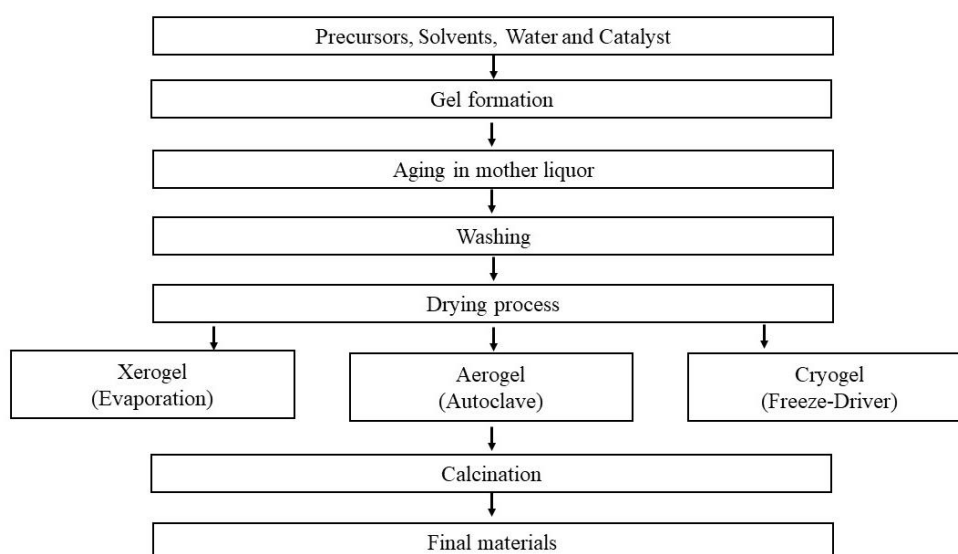 Precursors, Solvents, Water and Catalyst
Gel formation
Aging in mother liquor
Washing
Drying process
Xerogel
(Evaporation)
Aerogel
(Autoclave)
Cryogel
(Freeze-Driver)
Calcination
Final materials